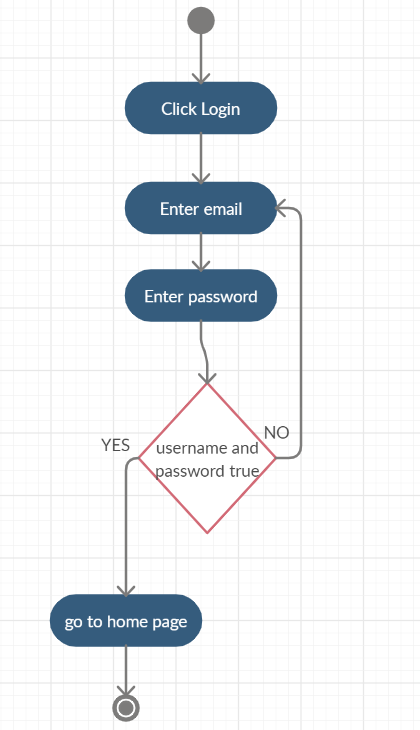 Click Login
Enter email
Enter password
NO
YES
username and
password true
go to home page